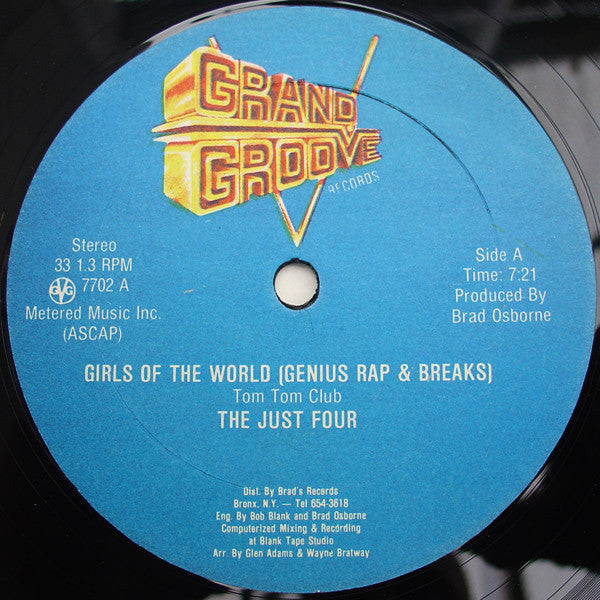 GRAND
GROOVE
RECORDS
Stereo
33 1.3 RPM
GVG 7702 A
Metered Music Inc.
(ASCAP)
Side A
Time: 7:21
Produced By
Brad Osborne
GIRLS OF THE WORLD (GENIUS RAP & BREAKS)
Tom Tom Club
THE JUST FOUR
Dist. By Brad's Records
Bronx, N.Y. — Tel 654-3618
Eng. By Bob Blank and Brad Osborne
Computerized Mixing & Recording
at Blank Tape Studio
Arr. By Glen Adams & Wayne Bratway